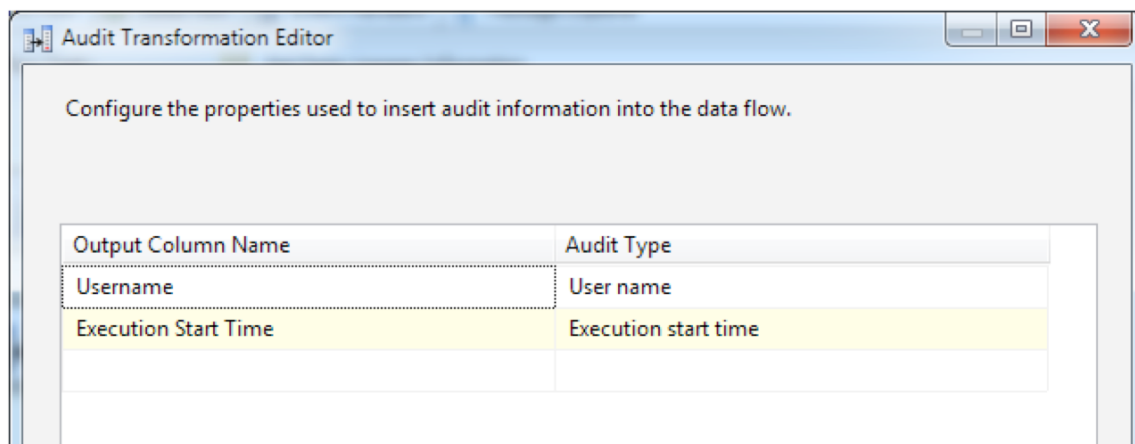 Audit Transformation Editor
Configure the properties used to insert audit information into the data flow.
Output Column Name Audit Type
Username User name
Execution Start Time Execution start time